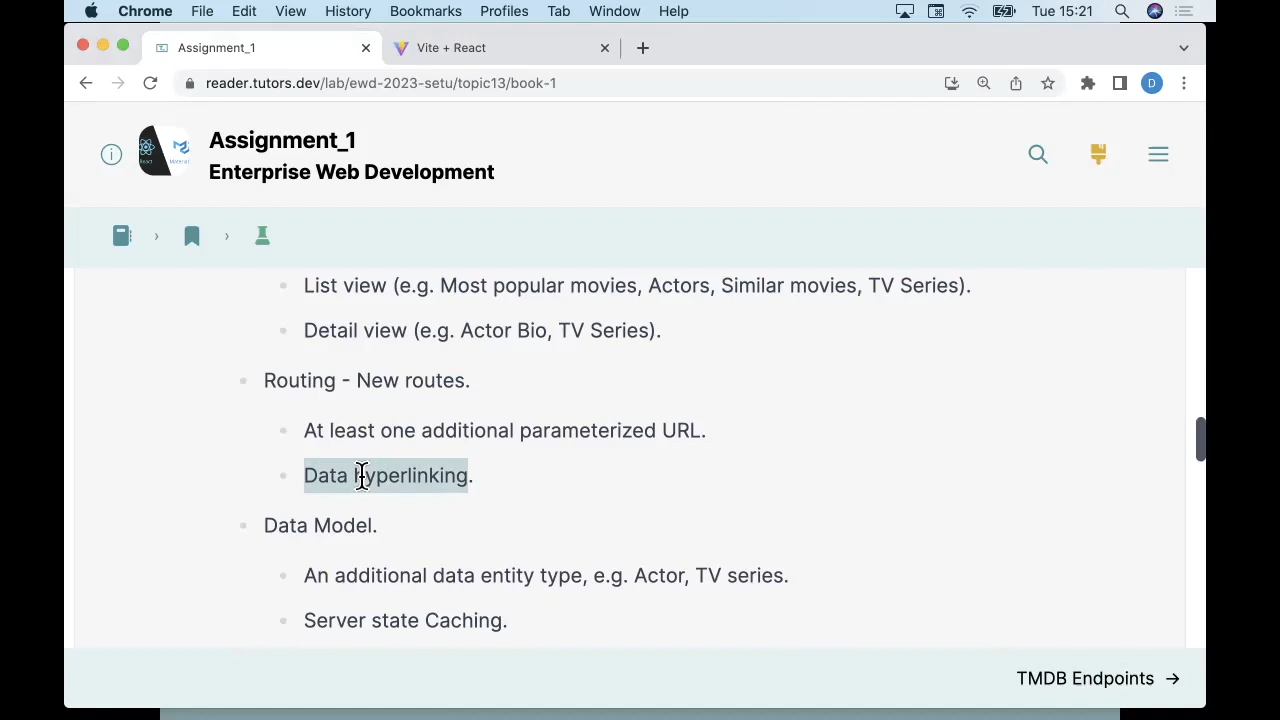 Chrome File Edit View History Bookmarks Profiles Tab Window Help Tue 15:21
Assignment_1 Vite + React
reader.tutors.dev/lab/ewd-2023-setu/topic13/book-1 D
Assignment_1
Enterprise Web Development
List view (e.g. Most popular movies, Actors, Similar movies, TV Series).
Detail view (e.g. Actor Bio, TV Series).
Routing - New routes.
At least one additional parameterized URL.
Data hyperlinking.
Data Model.
An additional data entity type, e.g. Actor, TV series.
Server state Caching.
TMDB Endpoints →